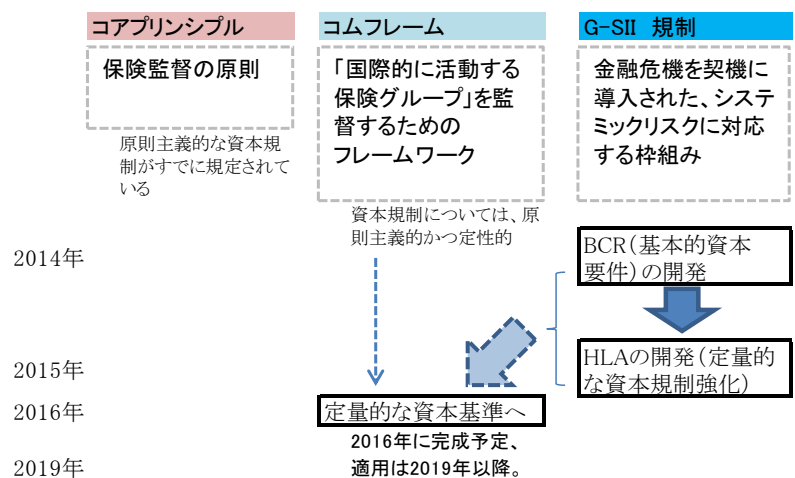 コアプリンシプル
保険監督の原則
原則主義的な資本規
制がすでに規定されて
いる
コムフレーム
「国際的に活動する
保険グループ」を監
督するための
フレームワーク
資本規制については、原
則主義的かつ定性的
G-SII 規制
金融危機を契機に
導入された、システ
ミックリスクに対応
する枠組み
2014年
BCR(基本的資本
要件)の開発
2015年
HLAの開発(定量的
な資本規制強化)
2016年
定量的な資本基準へ
2016年に完成予定、
2019年
適用は2019年以降。